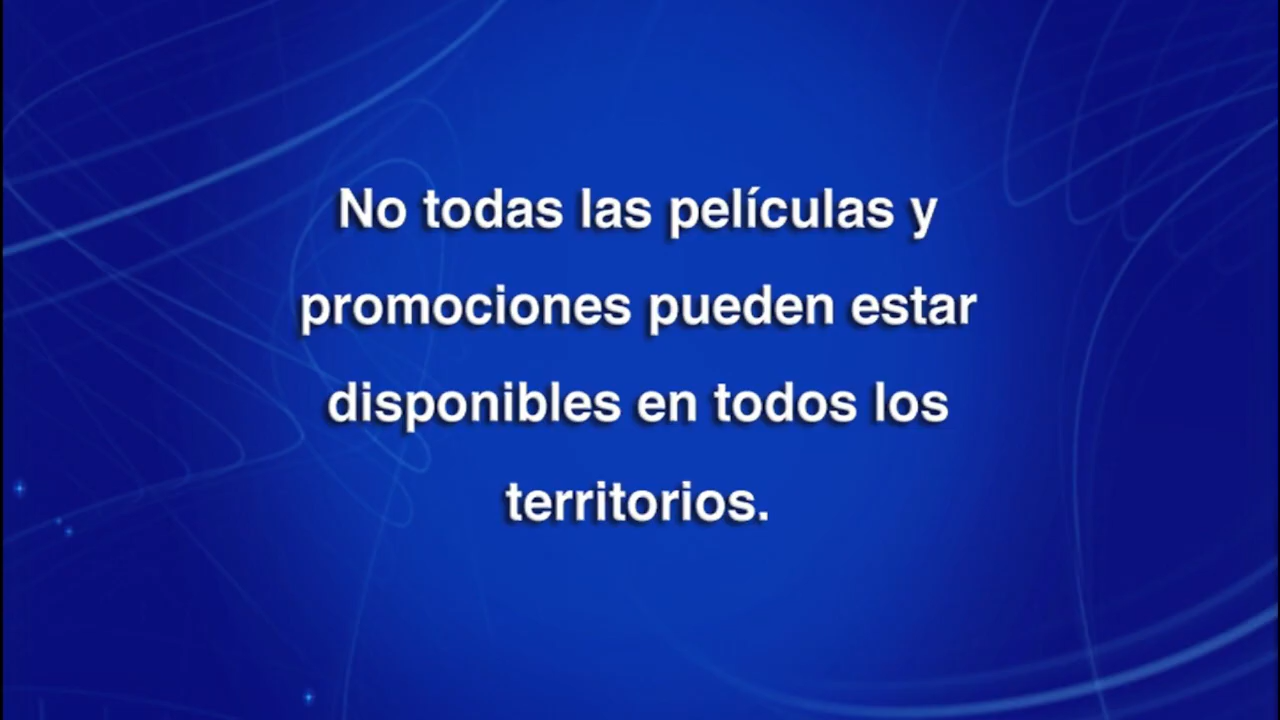 No todas las películas y
promociones pueden estar
disponibles en todos los
territorios.